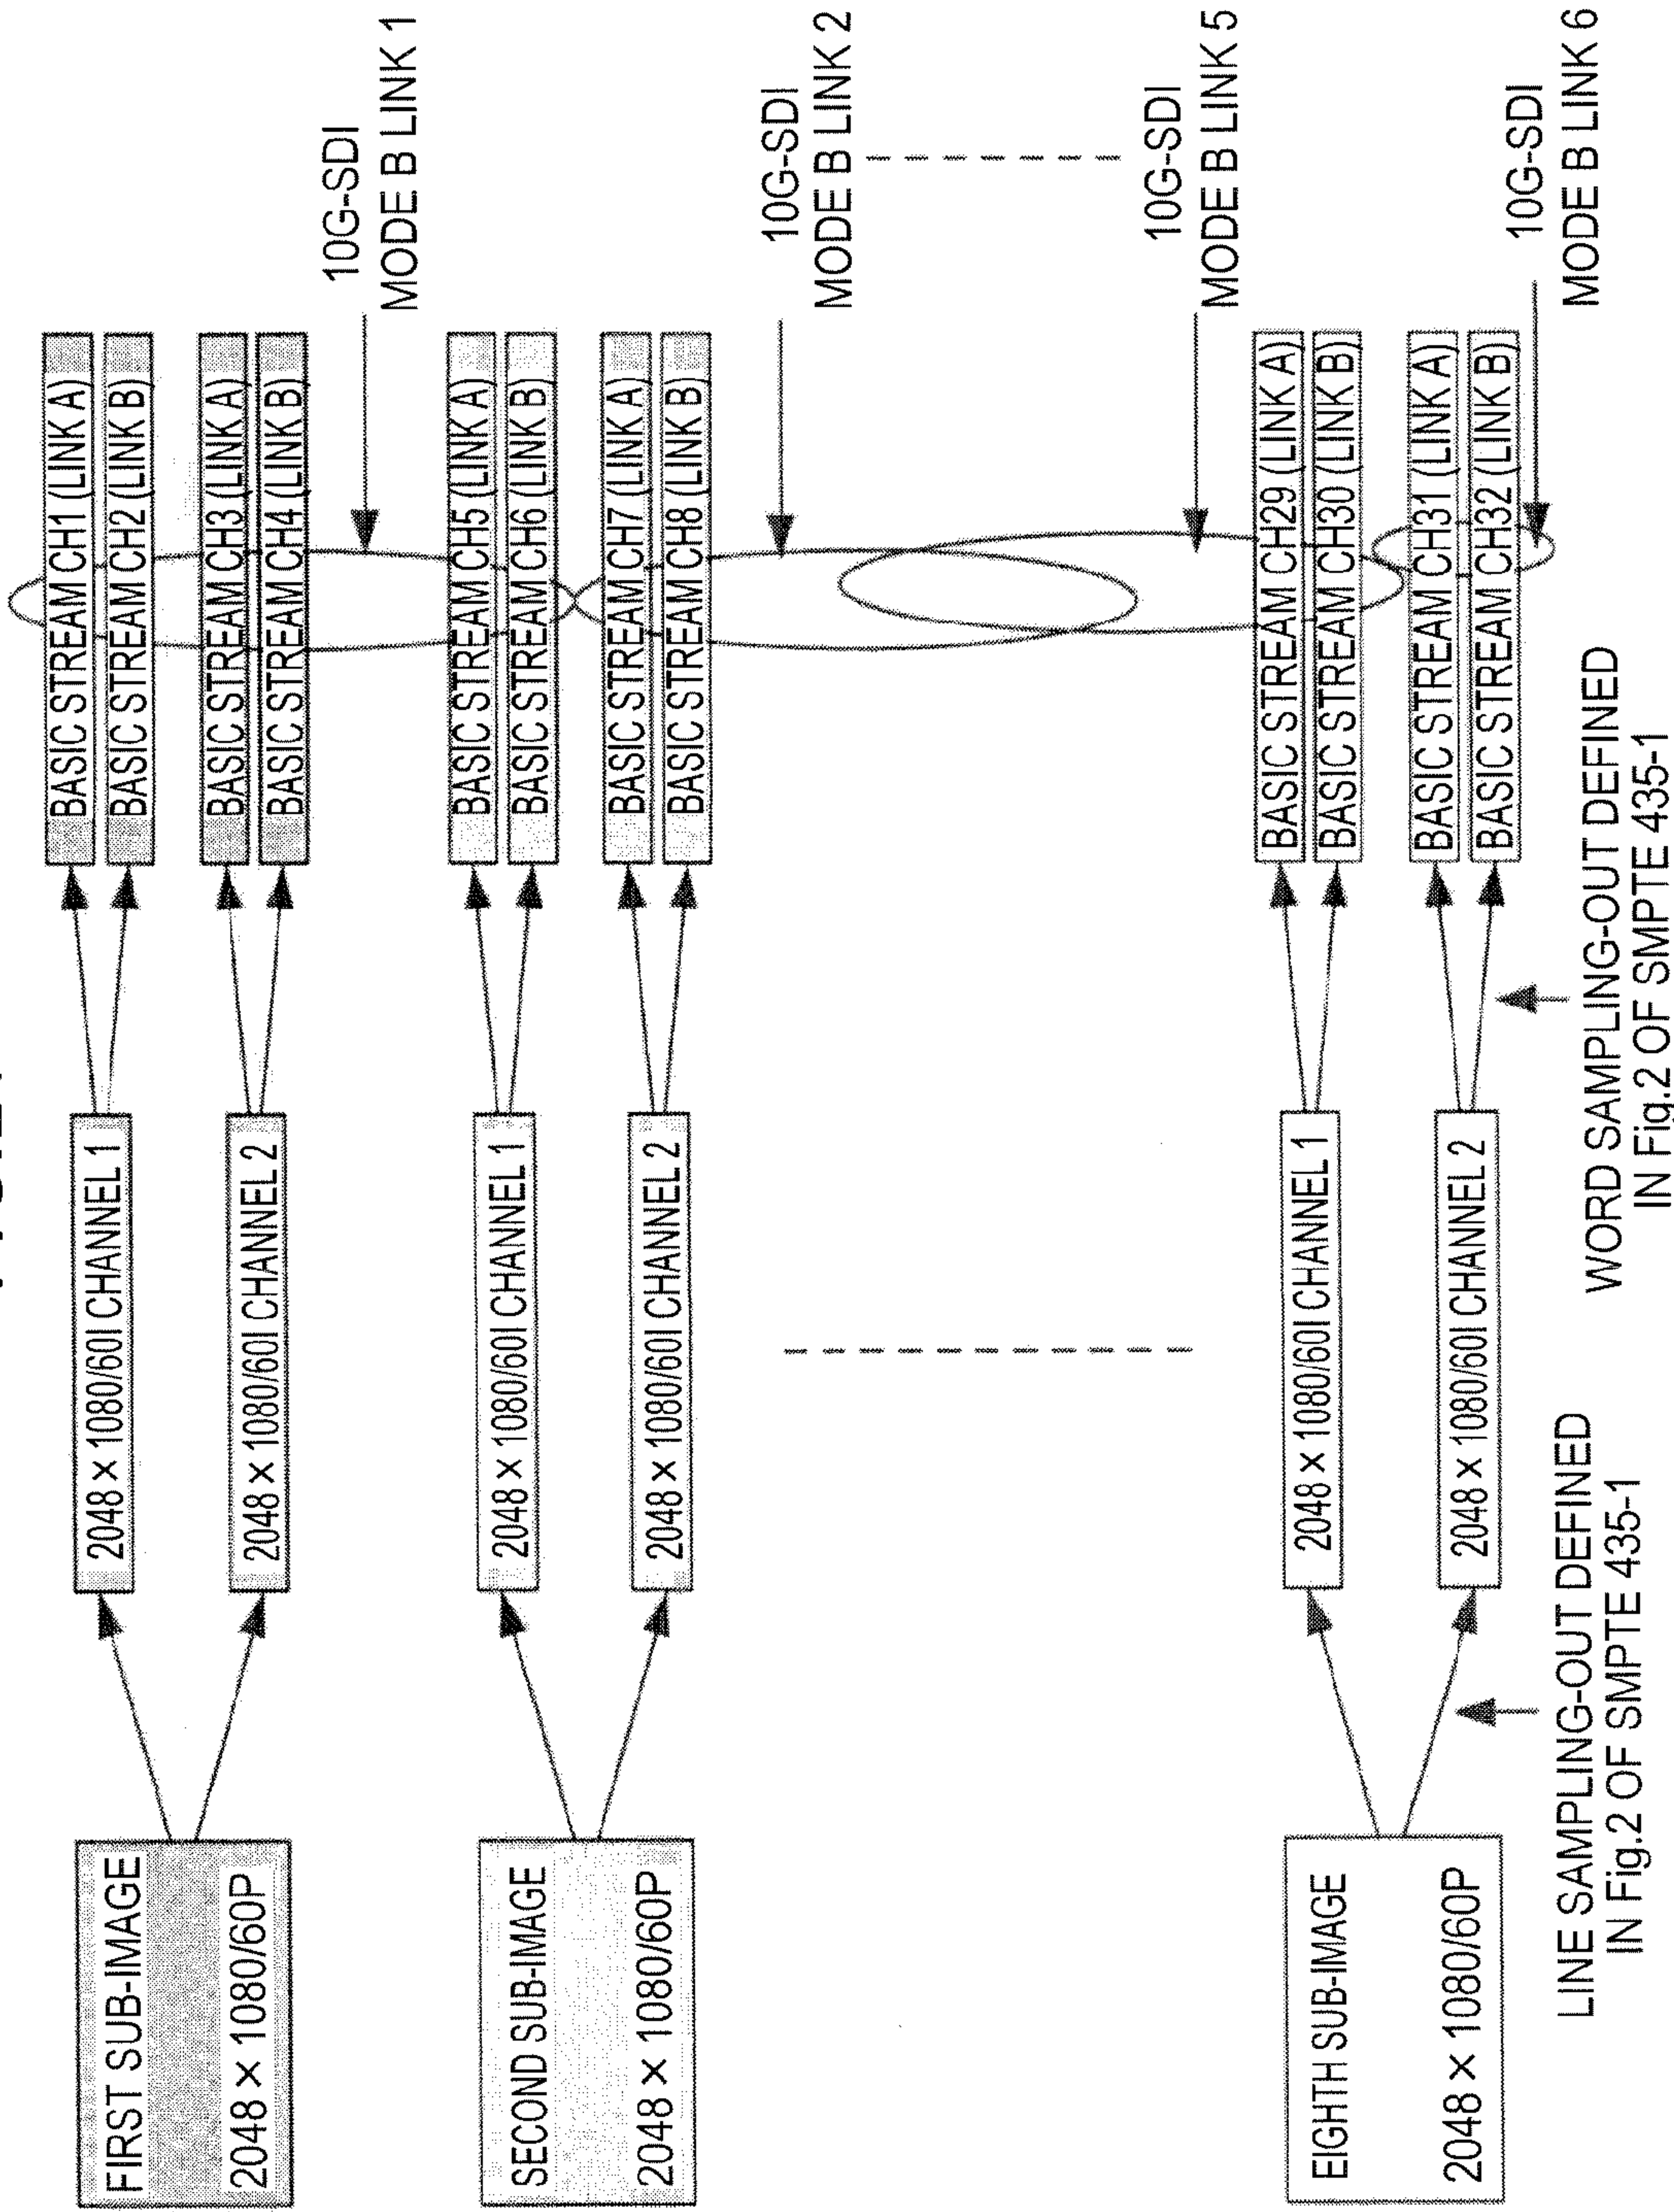 FIRST SUB-IMAGE
2048 × 1080/60P
2048 × 1080/60I CHANNEL 1
2048 × 1080/60I CHANNEL 2
BASIC STREAM CH1 (LINK A)
BASIC STREAM CH2 (LINK B)
BASIC STREAM CH3 (LINK A)
BASIC STREAM CH4 (LINK B)
10G-SDI
MODE B LINK 1
SECOND SUB-IMAGE
2048 × 1080/60P
2048 × 1080/60I CHANNEL 1
2048 × 1080/60I CHANNEL 2
BASIC STREAM CH5 (LINK A)
BASIC STREAM CH6 (LINK B)
BASIC STREAM CH7 (LINK A)
BASIC STREAM CH8 (LINK B)
10G-SDI
MODE B LINK 2
10G-SDI
MODE B LINK 5
EIGHTH SUB-IMAGE
2048 × 1080/60P
2048 × 1080/60I CHANNEL 1
2048 × 1080/60I CHANNEL 2
BASIC STREAM CH29 (LINK A)
BASIC STREAM CH30 (LINK B)
BASIC STREAM CH31 (LINK A)
BASIC STREAM CH32 (LINK B)
10G-SDI
MODE B LINK 6
LINE SAMPLING-OUT DEFINED
IN Fig.2 OF SMPTE 435-1
WORD SAMPLING-OUT DEFINED
IN Fig.2 OF SMPTE 435-1